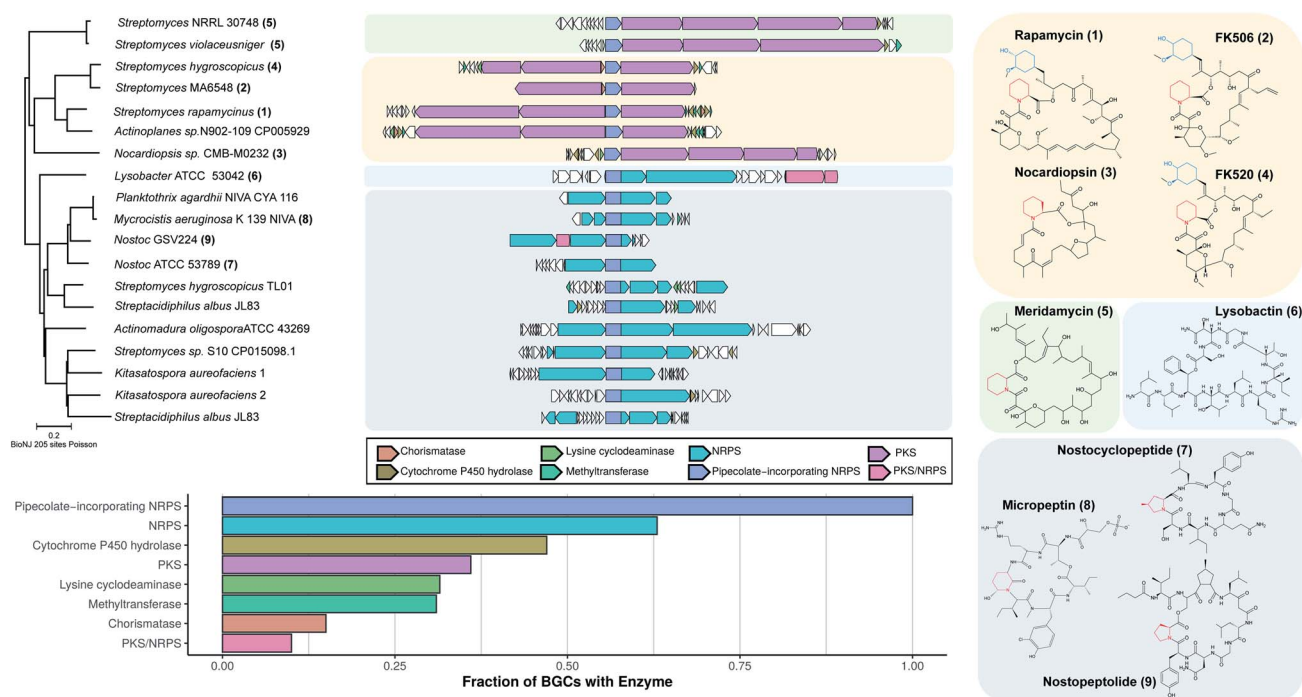 Streptomyces NRRL 30748 (5)
Streptomyces violaceusniger (5)
Streptomyces hygroscopicus (4)
Streptomyces MA6548 (2)
Streptomyces rapamycinus (1)
Actinoplanes sp.N902-109 CP005929
Nocardiopsis sp. CMB-M0232 (3)
Lysobacter ATCC 53042 (6)
Planktothrix agardhii NIVA CYA 116
Mycrocistis aeruginosa K 139 NIVA (8)
Nostoc GSV224 (9)
Nostoc ATCC 53789 (7)
Streptomyces hygroscopicus TL01
Streptacidiphilus albus JL83
Actinomadura oligosporaATCC 43269
Streptomyces sp. S10 CP015098.1
Kitasatospora aureofaciens 1
Kitasatospora aureofaciens 2
Streptacidiphilus albus JL83
0.2
BioNJ 205 sites Poisson
Chorismatase
Lysine cyclodeaminase
NRPS
PKS
Cytochrome P450 hydrolase
Methyltransferase
Pipecolate-incorporating NRPS
PKS/NRPS
Pipecolate-incorporating NRPS
NRPS
Cytochrome P450 hydrolase
PKS
Lysine cyclodeaminase
Methyltransferase
Chorismatase
PKS/NRPS
0.00
0.25
0.50
0.75
1.00
Fraction of BGCs with Enzyme
Rapamycin (1)
FK506 (2)
Nocardiopsin (3)
FK520 (4)
Meridamycin (5)
Lysobactin (6)
Nostocyclopeptide (7)
Micropeptin (8)
Nostopeptolide (9)